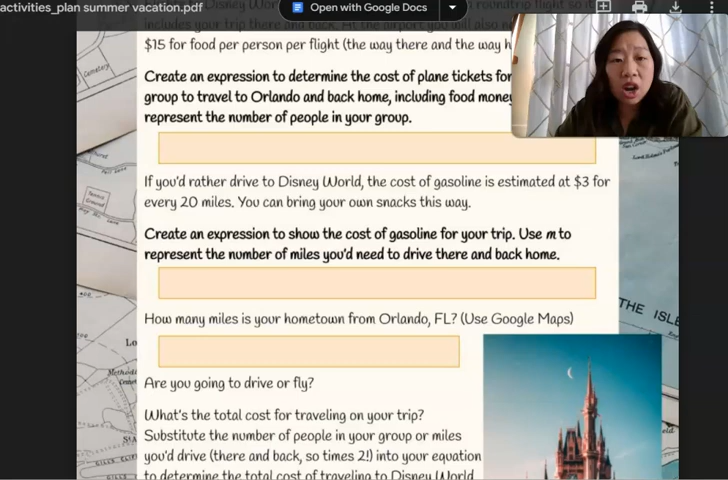 activities_plan summer vacation.pdf
Open with Google Docs
includes your trip there and back. At the airport, you will also n
$15 for food per person per flight (the way there and the way h
Create an expression to determine the cost of plane tickets for
group to travel to Orlando and back home, including food money
represent the number of people in your group.
If you'd rather drive to Disney World, the cost of gasoline is estimated at $3 for
every 20 miles. You can bring your own snacks this way.
Create an expression to show the cost of gasoline for your trip. Use m to
represent the number of miles you'd need to drive there and back home.
How many miles is your hometown from Orlando, FL? (Use Google Maps)
THE ISL
Are you going to drive or fly?
What's the total cost for traveling on your trip?
Substitute the number of people in your group or miles
you'd drive (there and back, so times 2!) into your equation
to determine the total cost of traveling to Disney World